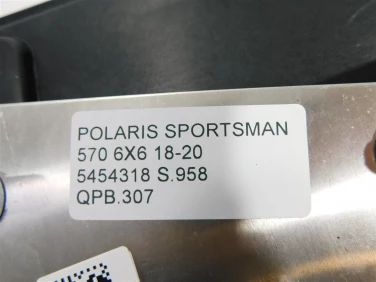 POLARIS SPORTSMAN
570 6X6 18-20
5454318 S.958
QPB.307